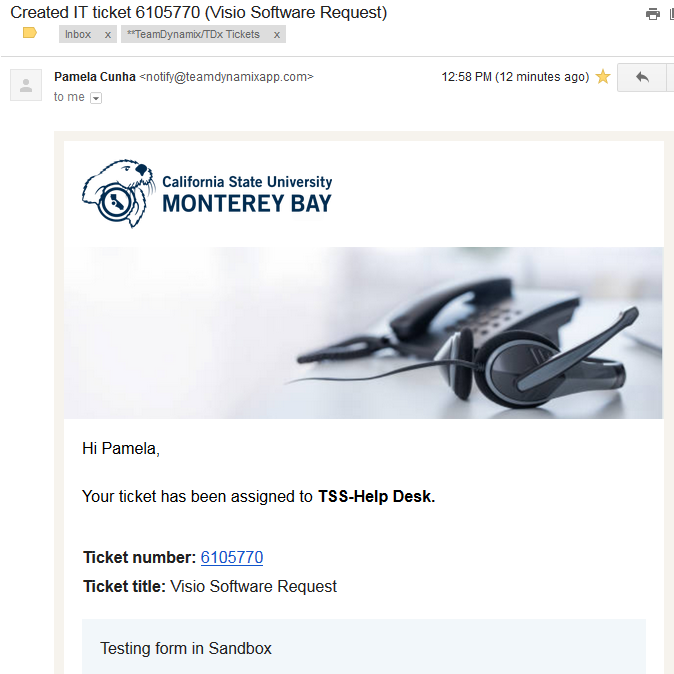 Created IT ticket 6105770 (Visio Software Request)
Inbox x **TeamDynamix/TDx Tickets x
Pamela Cunha <notify@teamdynamixapp.com> 12:58 PM (12 minutes ago)
to me
California State University
MONTEREY BAY
Hi Pamela,
Your ticket has been assigned to TSS-Help Desk.
Ticket number: 6105770
Ticket title: Visio Software Request
Testing form in Sandbox